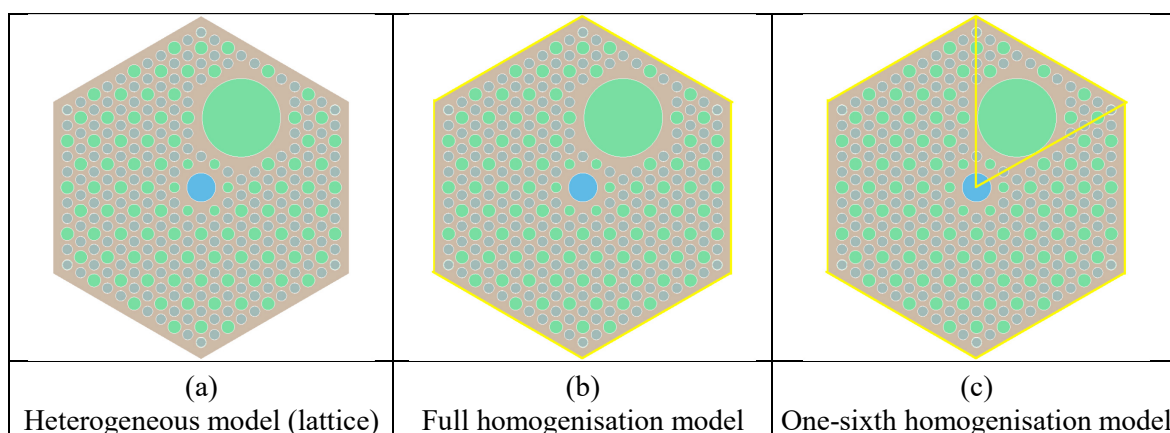 (a)
Heterogeneous model (lattice)
(b)
Full homogenisation model
(c)
One-sixth homogenisation model